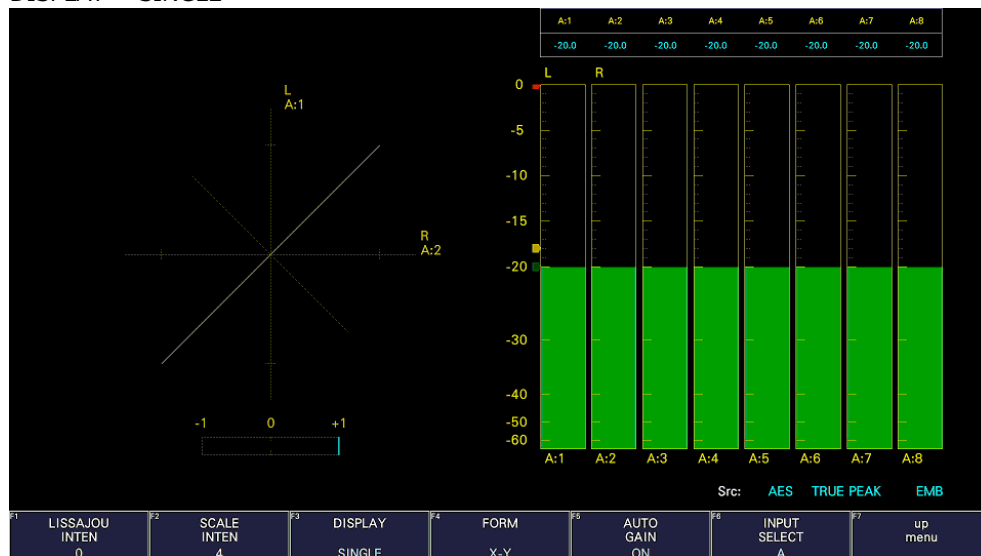 DISPLAY = SINGLE
A:1 A:2 A:3 A:4 A:5 A:6 A:7 A:8
-20.0 -20.0 -20.0 -20.0 -20.0 -20.0 -20.0 -20.0
L R
0
-5
-10
-15
-20
-30
-40
-50
-60
A:1 A:2 A:3 A:4 A:5 A:6 A:7 A:8
L
A:1
R
A:2
-1 0 +1
Src: AES TRUE PEAK EMB
F1 LISSAJOU INTEN 0
F2 SCALE INTEN 4
F3 DISPLAY SINGLE
F4 FORM X-Y
F5 AUTO GAIN ON
F6 INPUT SELECT A
F7 up menu